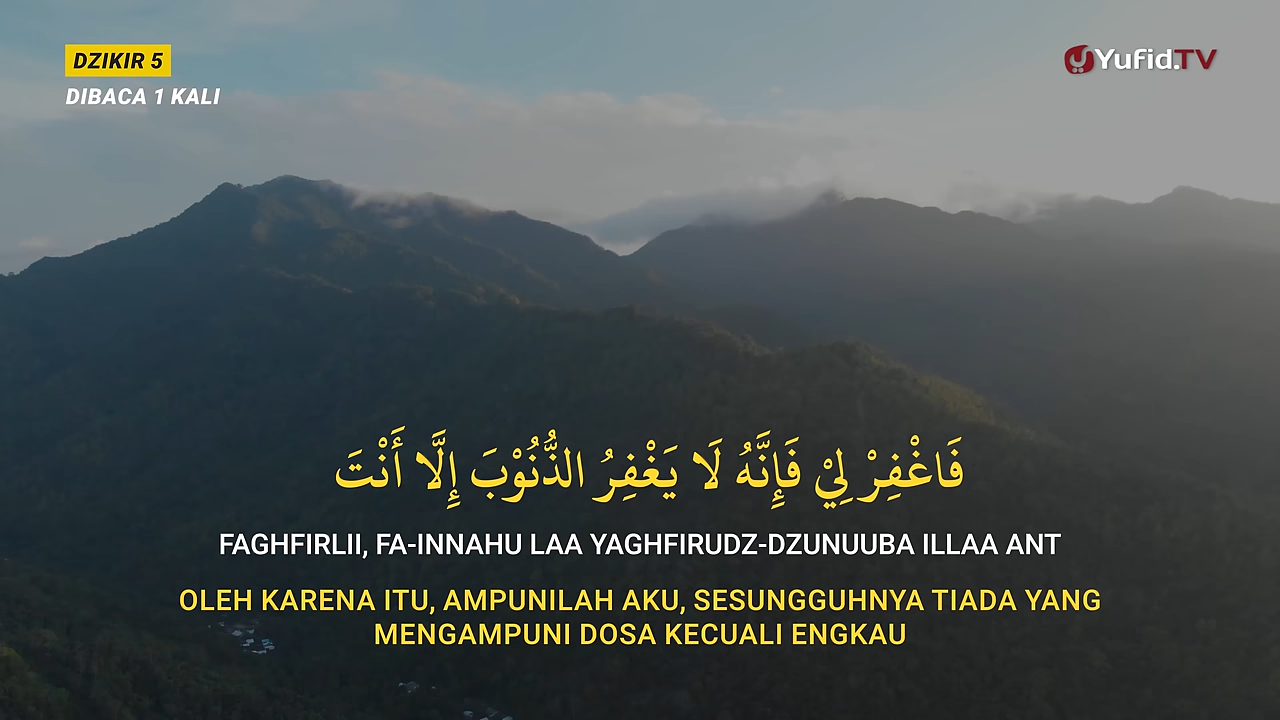 DZIKIR 5
DIBACA 1 KALI
Yufid.TV
فَاغْفِرْ لِيْ فَإِنَّهُ لَا يَغْفِرُ الذُّنُوْبَ إِلَّا أَنْتَ
FAGHFIRLII, FA-INNAHU LAA YAGHFIRUDZ-DZUNUUBA ILLAA ANT
OLEH KARENA ITU, AMPUNILAH AKU, SESUNGGUHNYA TIADA YANG
MENGAMPUNI DOSA KECUALI ENGKAU